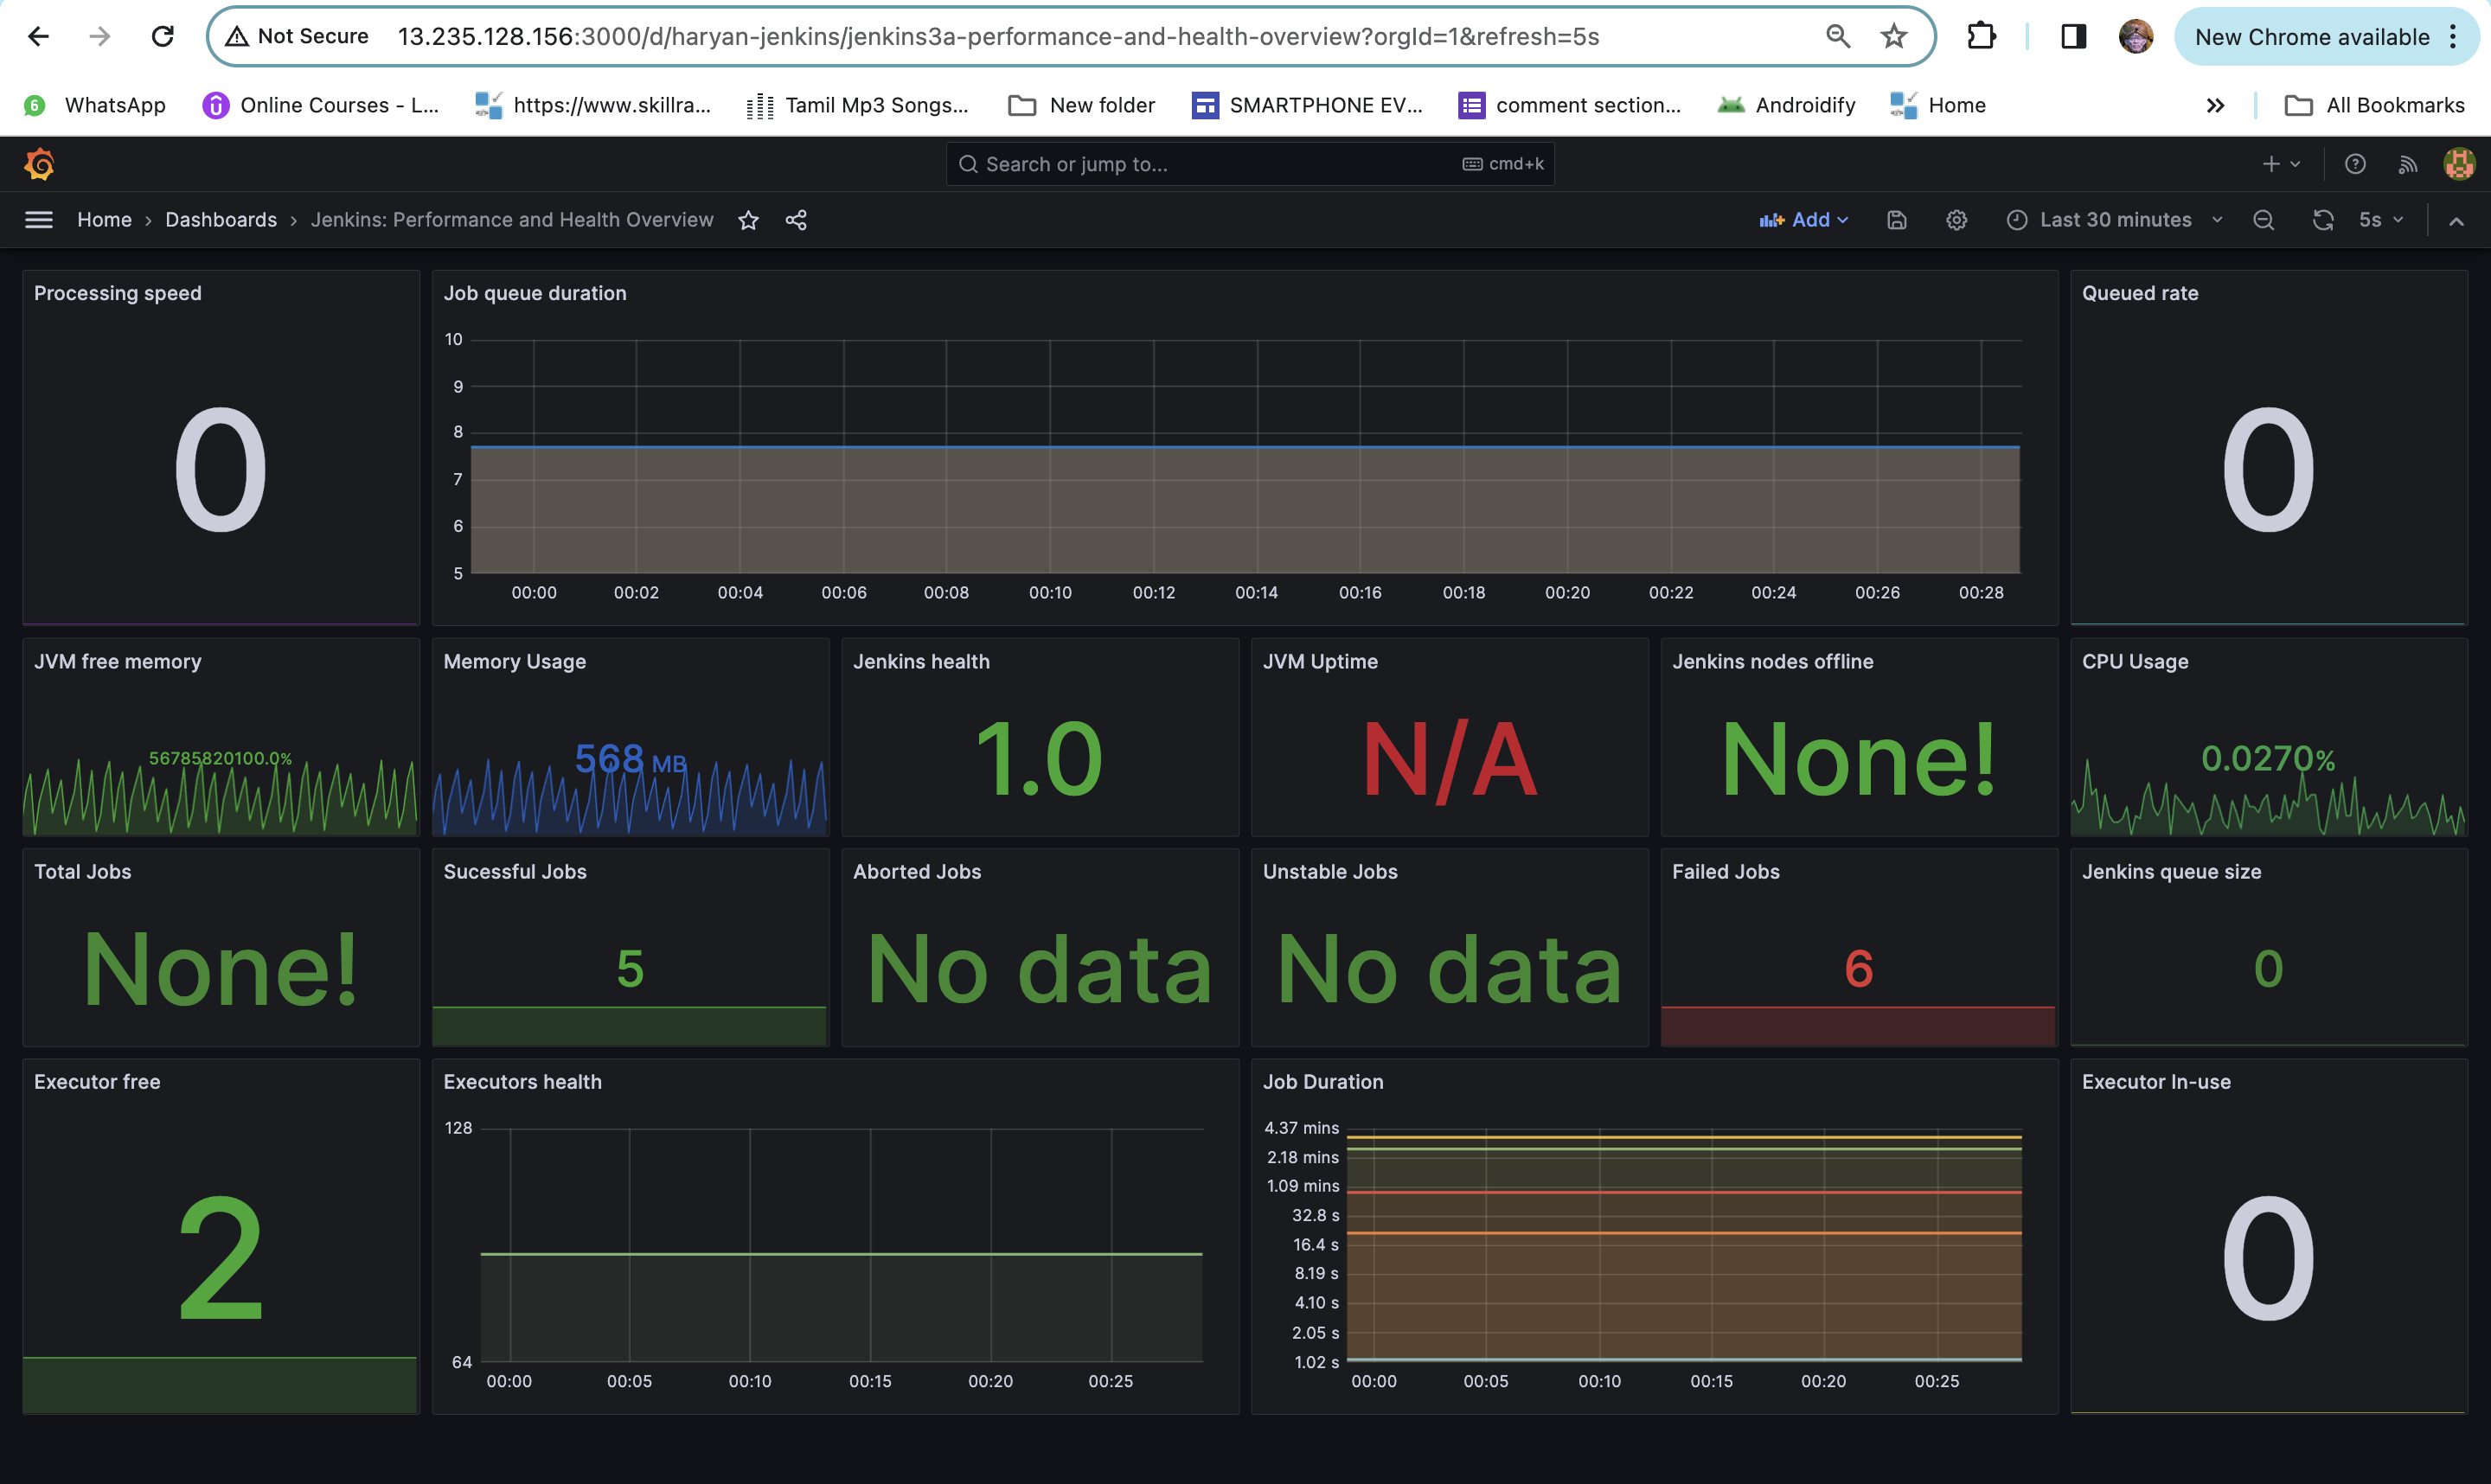 Not Secure 13.235.128.156:3000/d/haryan-jenkins/jenkins3a-performance-and-health-overview?orgId=1&refresh=5s New Chrome available
6 WhatsApp Online Courses - L... https://www.skillra... Tamil Mp3 Songs... New folder SMARTPHONE EV... comment section... Androidify Home » All Bookmarks
Search or jump to... cmd+k
Home › Dashboards › Jenkins: Performance and Health Overview Add Last 30 minutes 5s
Processing speed
0
Job queue duration
10
9
8
7
6
5
00:00 00:02 00:04 00:06 00:08 00:10 00:12 00:14 00:16 00:18 00:20 00:22 00:24 00:26 00:28
Queued rate
0
JVM free memory
56785820100.0%
Memory Usage
568 MB
Jenkins health
1.0
JVM Uptime
N/A
Jenkins nodes offline
None!
CPU Usage
0.0270%
Total Jobs
None!
Sucessful Jobs
5
Aborted Jobs
No data
Unstable Jobs
No data
Failed Jobs
6
Jenkins queue size
0
Executor free
2
Executors health
128
64
00:00 00:05 00:10 00:15 00:20 00:25
Job Duration
4.37 mins
2.18 mins
1.09 mins
32.8 s
16.4 s
8.19 s
4.10 s
2.05 s
1.02 s
00:00 00:05 00:10 00:15 00:20 00:25
Executor In-use
0